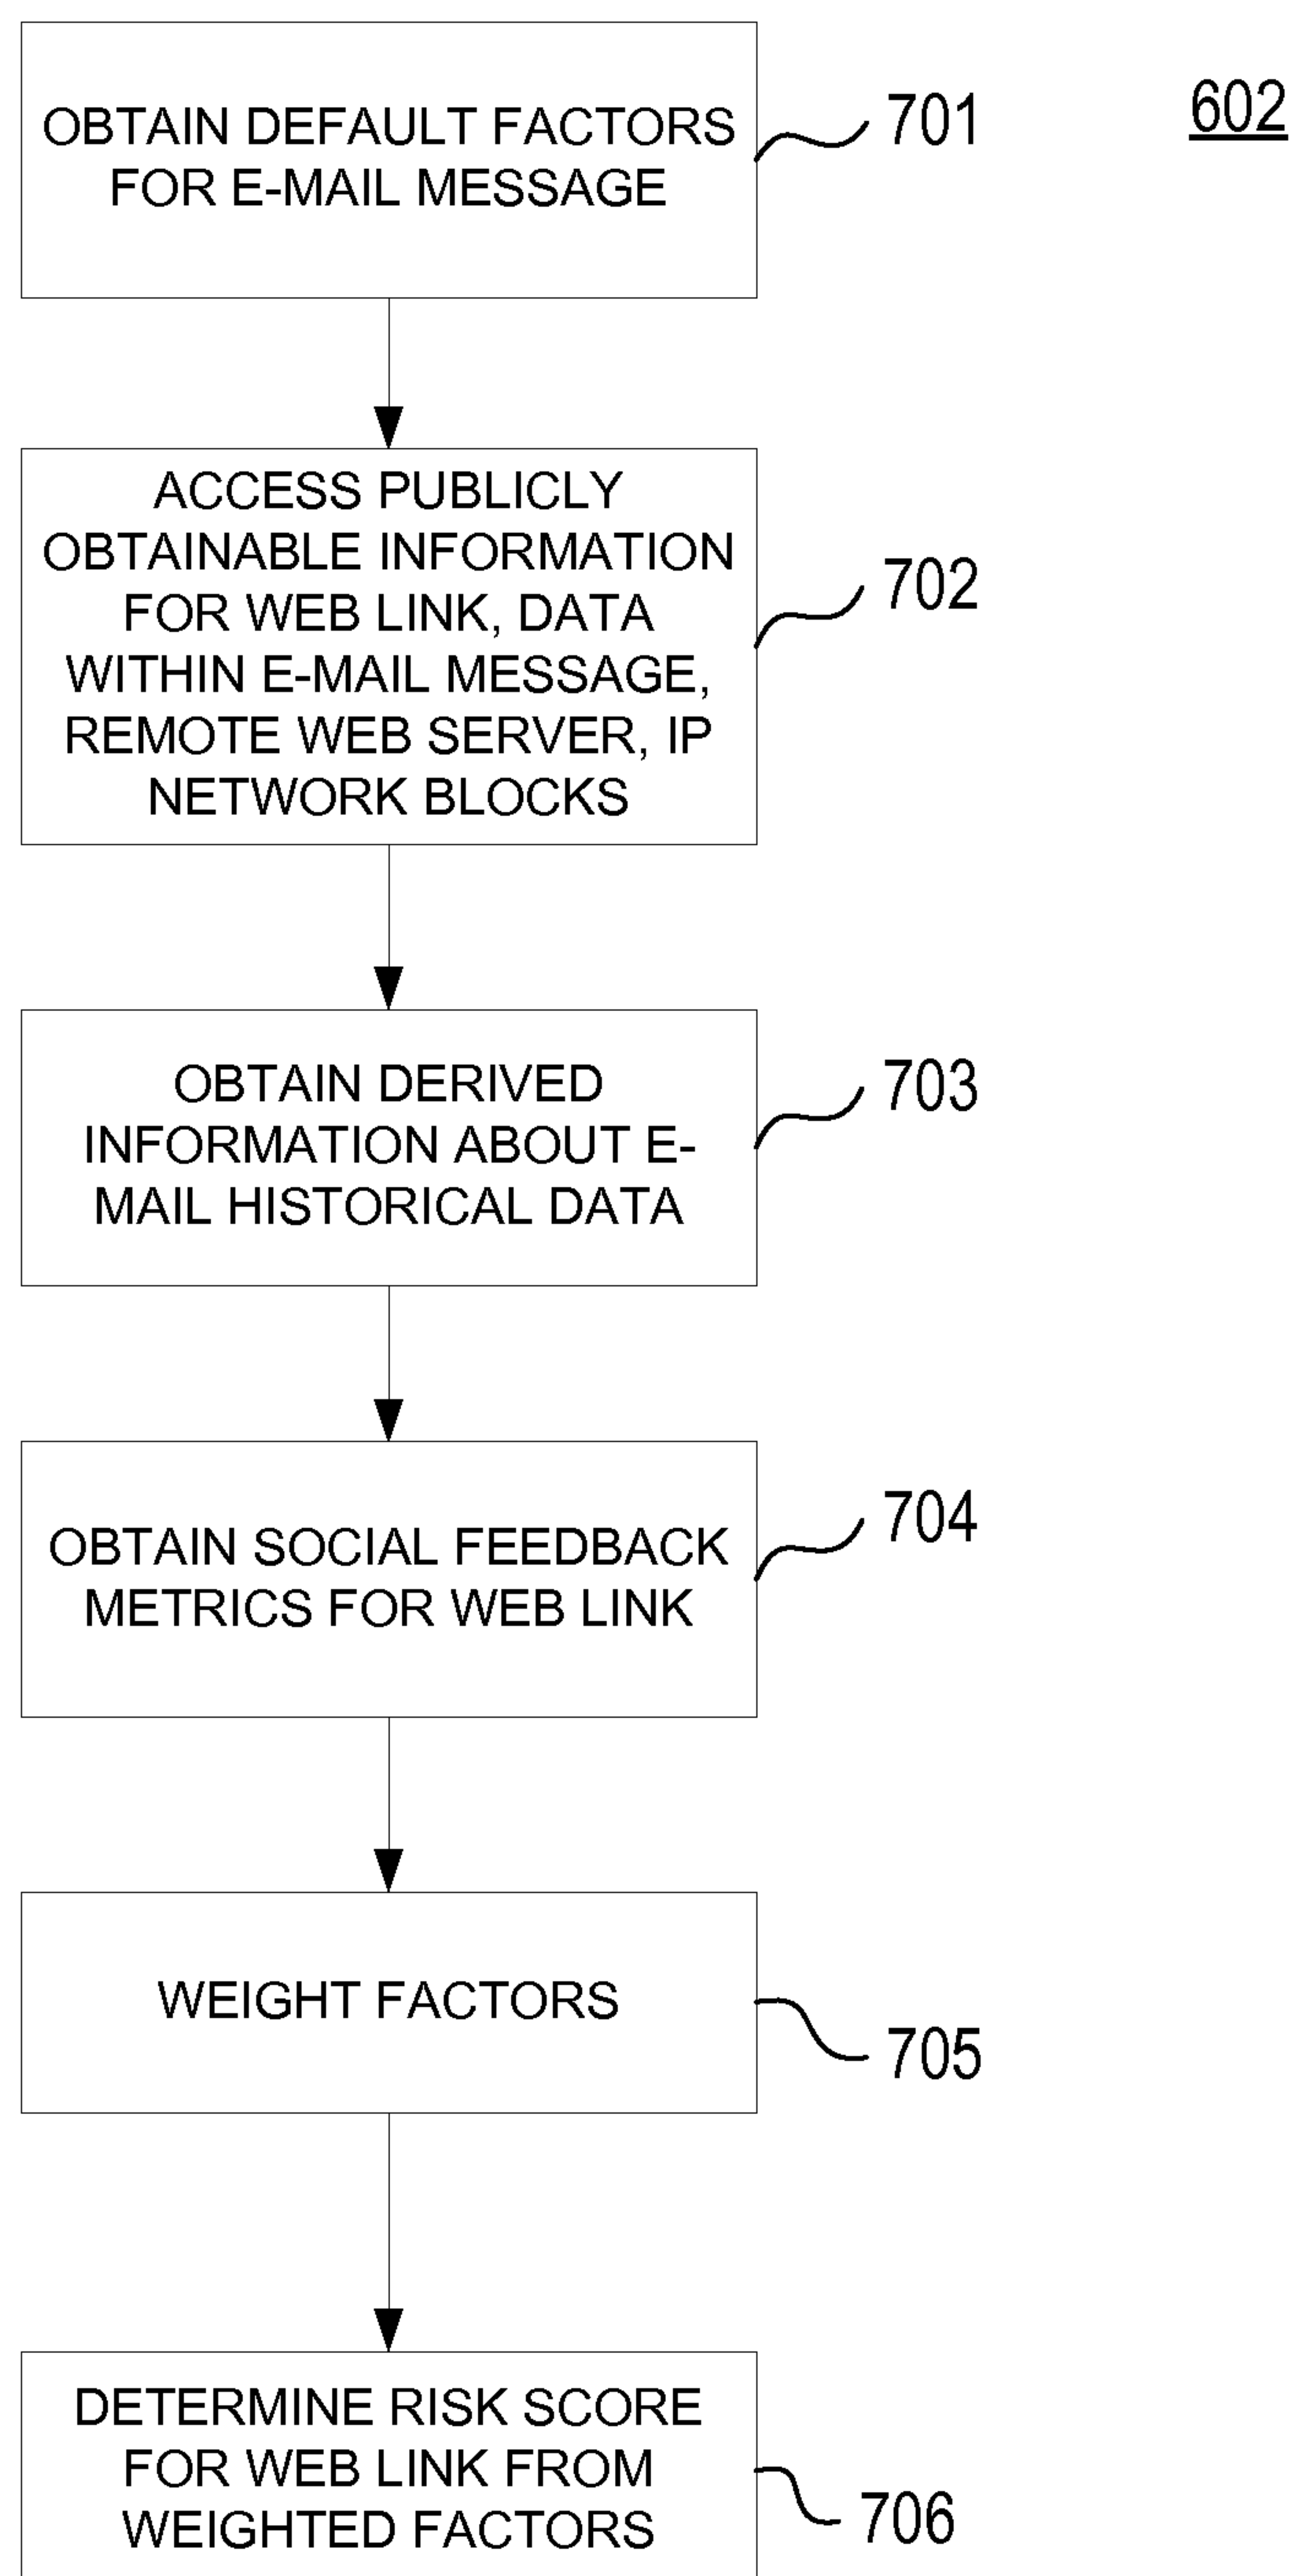 OBTAIN DEFAULT FACTORS
FOR E-MAIL MESSAGE
701
602
ACCESS PUBLICLY
OBTAINABLE INFORMATION
FOR WEB LINK, DATA
WITHIN E-MAIL MESSAGE,
REMOTE WEB SERVER, IP
NETWORK BLOCKS
702
OBTAIN DERIVED
INFORMATION ABOUT E-
MAIL HISTORICAL DATA
703
OBTAIN SOCIAL FEEDBACK
METRICS FOR WEB LINK
704
WEIGHT FACTORS
705
DETERMINE RISK SCORE
FOR WEB LINK FROM
WEIGHTED FACTORS
706